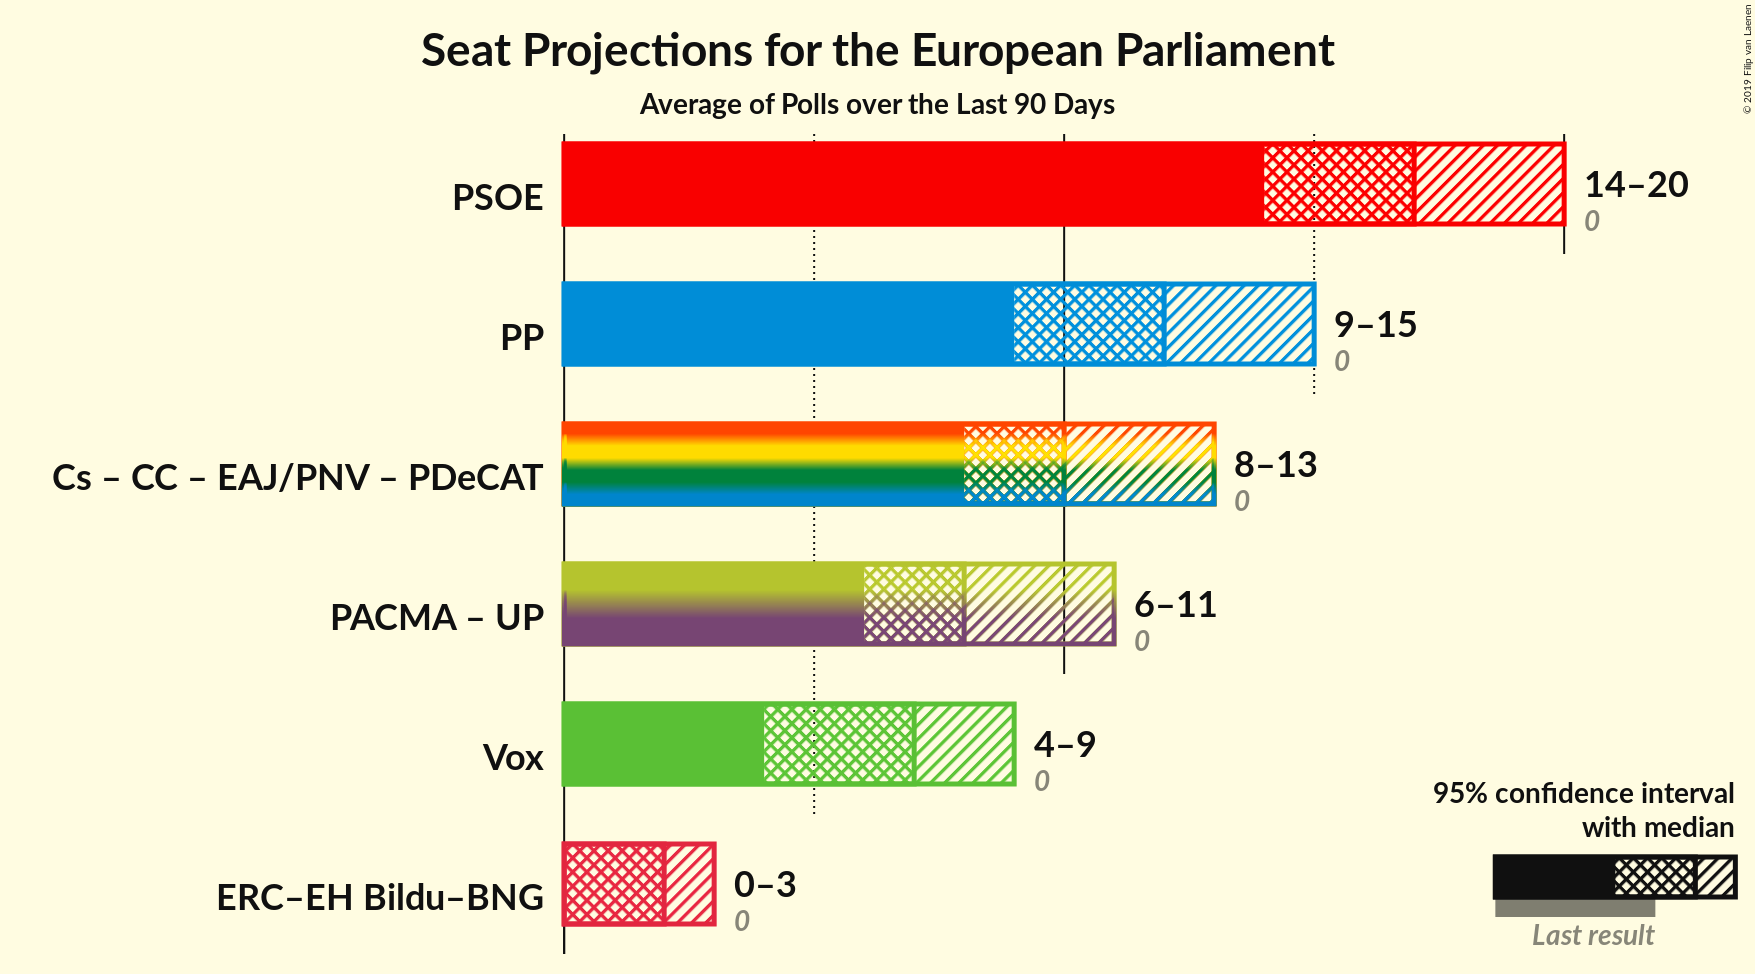 Seat Projections for the European Parliament
Average of Polls over the Last 90 Days
© 2019 Filip van Laenen
PSOE
14–20
0
PP
9–15
0
Cs – CC – EAJ/PNV – PDeCAT
8–13
0
PACMA – UP
6–11
0
Vox
4–9
0
ERC–EH Bildu–BNG
0–3
0
95% confidence interval
with median
Last result